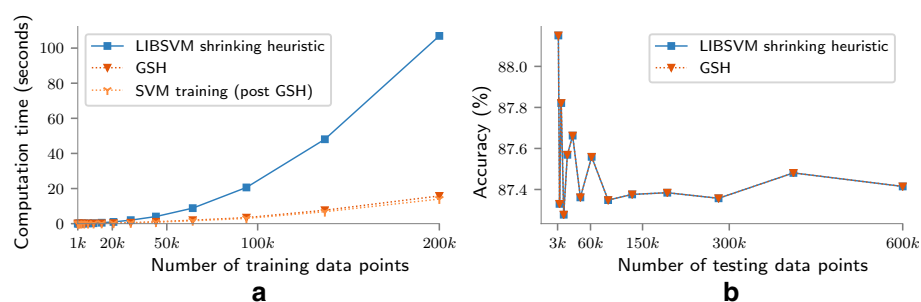 LIBSVM shrinking heuristic
GSH
SVM training (post GSH)
Computation time (seconds)
100
80
60
40
20
0
1k 20k 50k 100k 200k
Number of training data points
a
LIBSVM shrinking heuristic
GSH
Accuracy (%)
88.0
87.8
87.6
87.4
3k 60k 150k 300k 600k
Number of testing data points
b